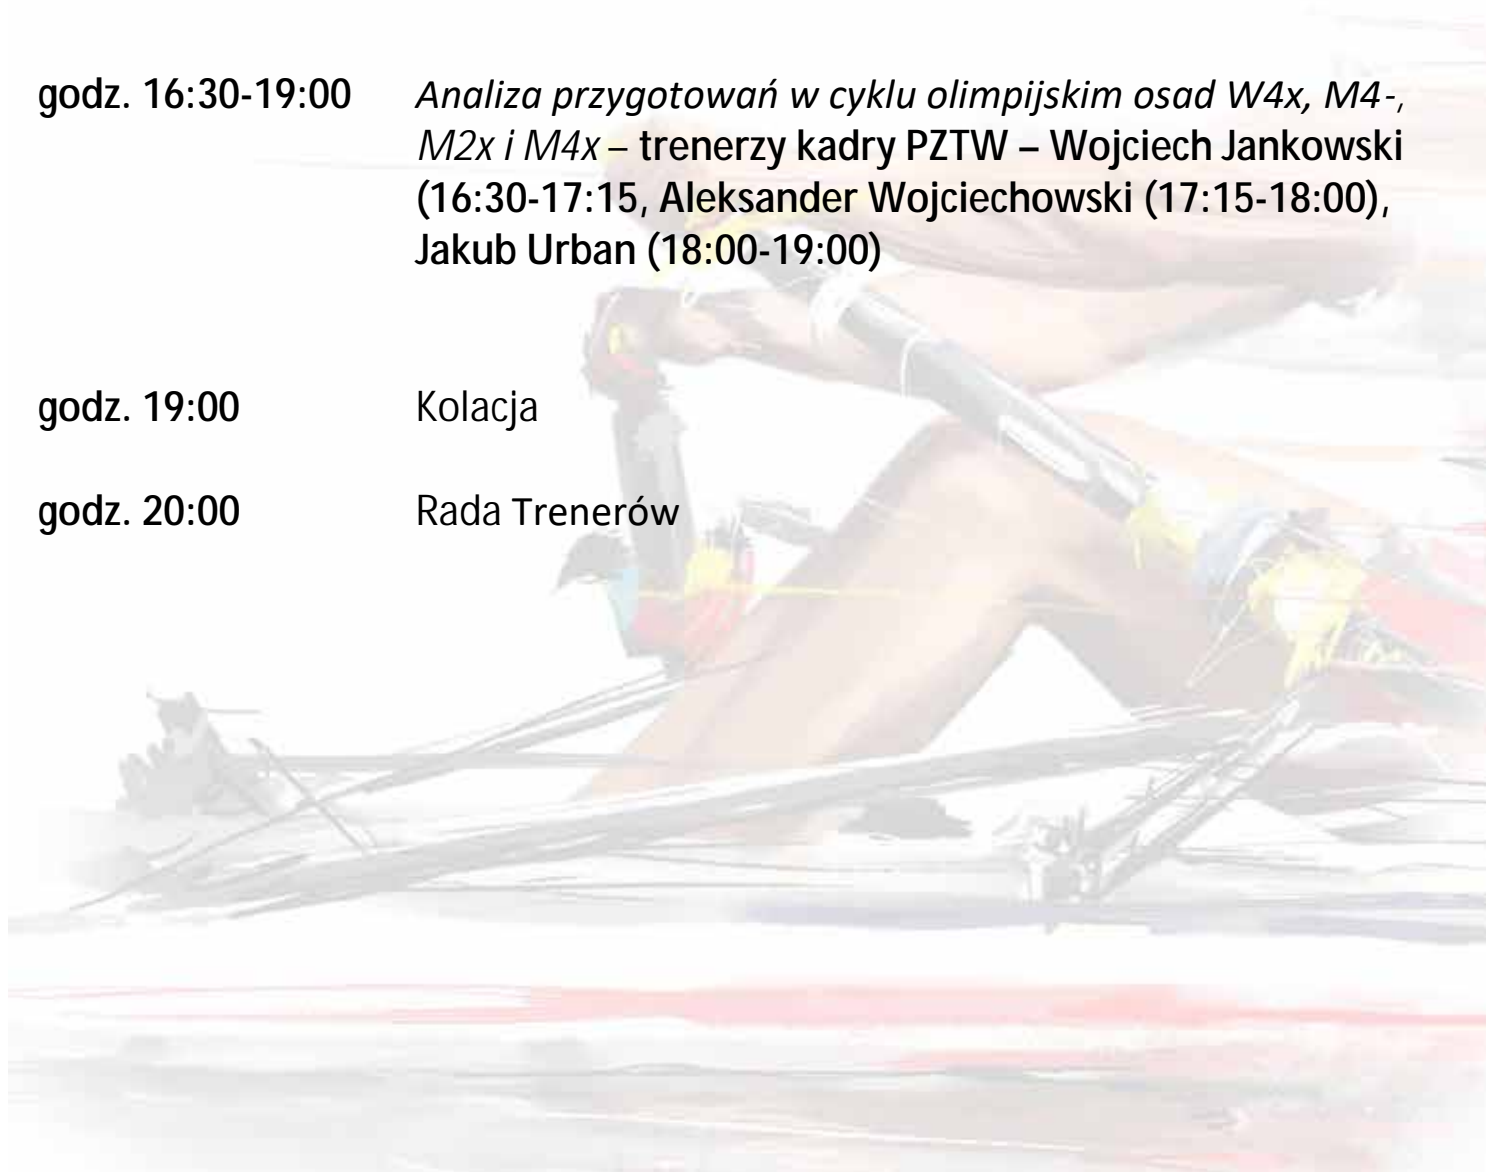 godz. 16:30-19:00 Analiza przygotowań w cyklu olimpijskim osad W4x, M4-,
M2x i M4x – trenerzy kadry PZTW – Wojciech Jankowski
(16:30-17:15, Aleksander Wojciechowski (17:15-18:00),
Jakub Urban (18:00-19:00)
godz. 19:00 Kolacja
godz. 20:00 Rada Trenerów